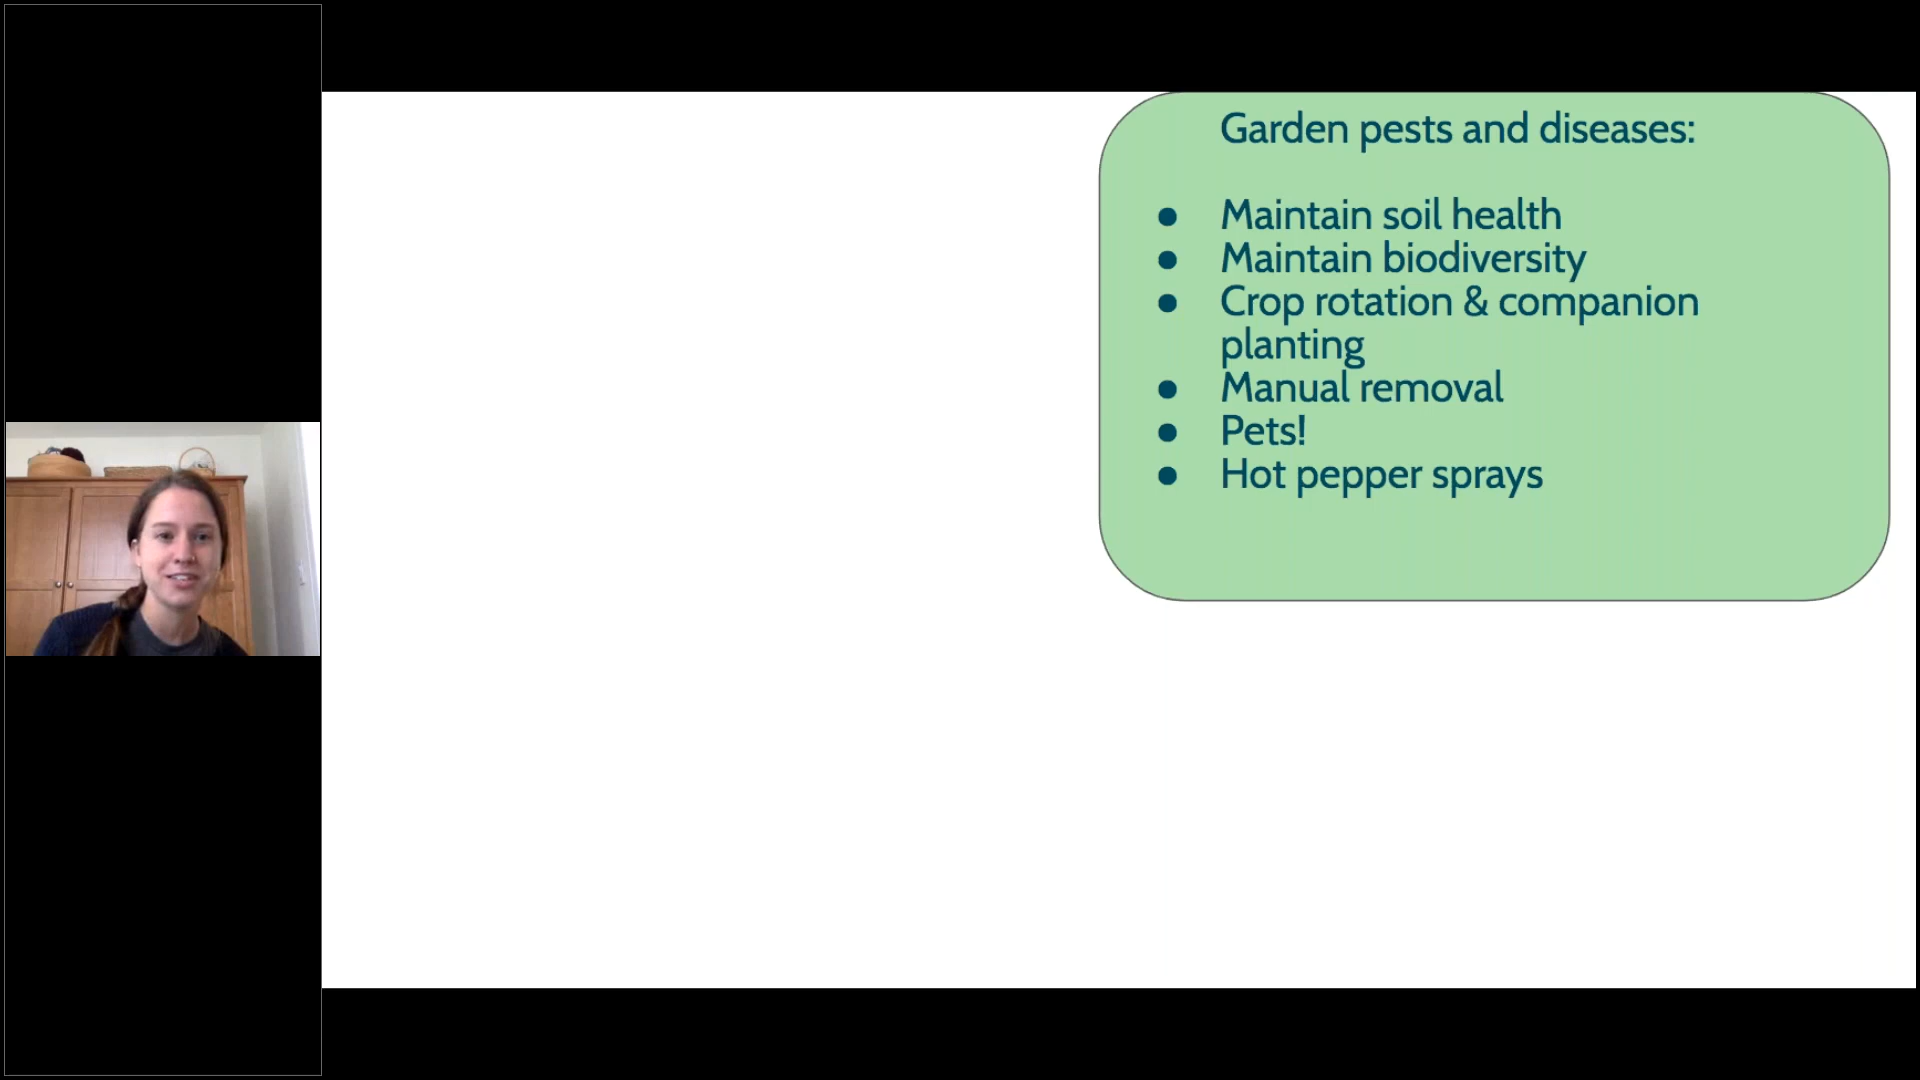 Garden pests and diseases:
● Maintain soil health
● Maintain biodiversity
● Crop rotation & companion
planting
● Manual removal
● Pets!
● Hot pepper sprays